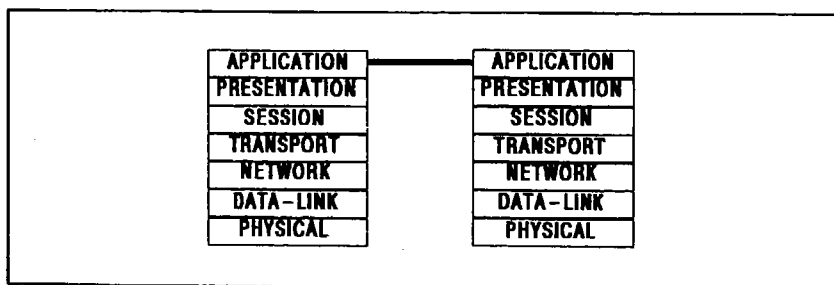 APPLICATION
PRESENTATION
SESSION
TRANSPORT
NETWORK
DATA-LINK
PHYSICAL
APPLICATION
PRESENTATION
SESSION
TRANSPORT
NETWORK
DATA-LINK
PHYSICAL